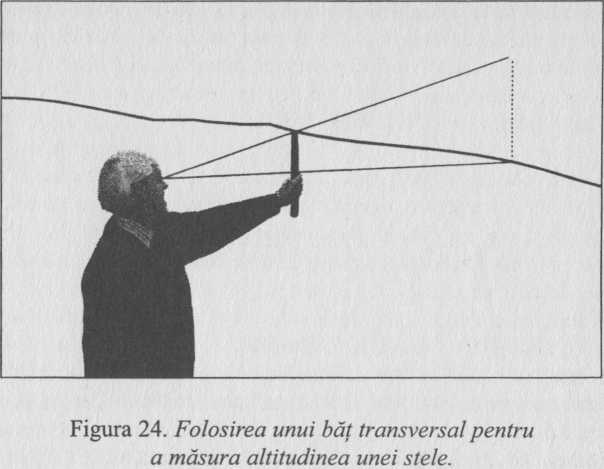 Figura 24. Folosirea unui băț transversal pentru
a măsura altitudinea unei stele.